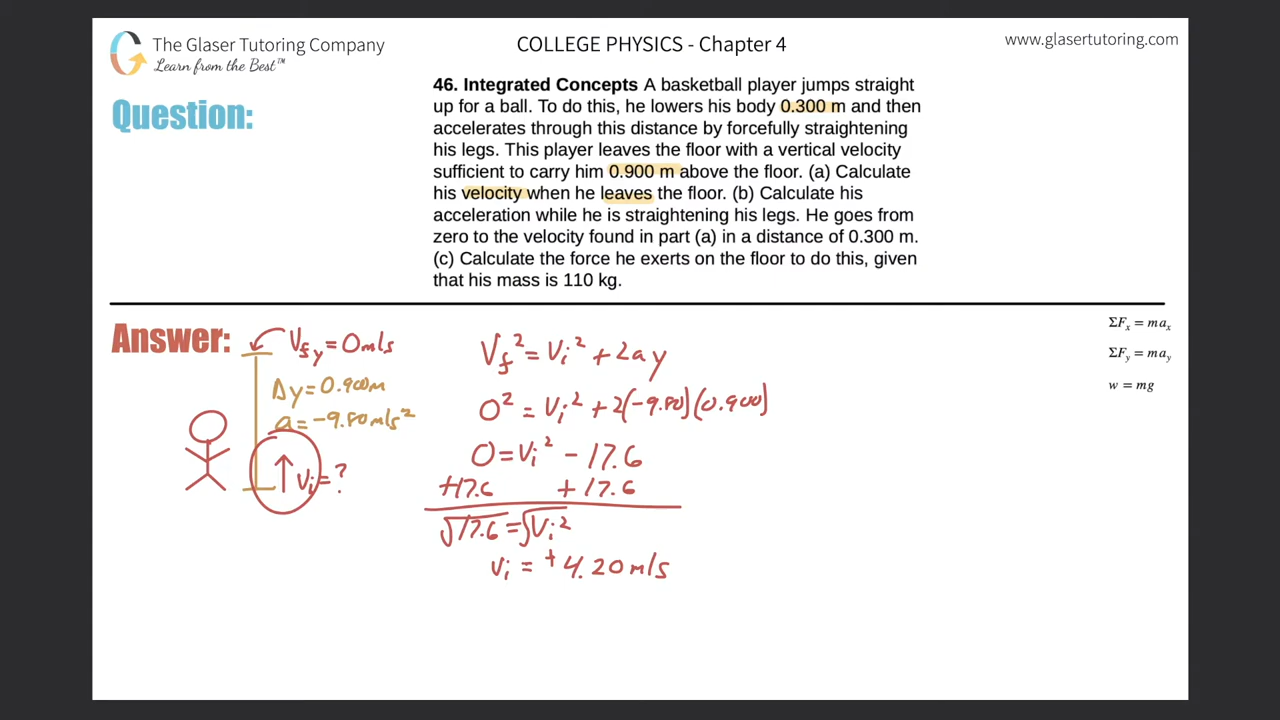 The Glaser Tutoring Company
Learn from the Best™
COLLEGE PHYSICS - Chapter 4
www.glasertutoring.com
Question:
46. Integrated Concepts A basketball player jumps straight
up for a ball. To do this, he lowers his body 0.300 m and then
accelerates through this distance by forcefully straightening
his legs. This player leaves the floor with a vertical velocity
sufficient to carry him 0.900 m above the floor. (a) Calculate
his velocity when he leaves the floor. (b) Calculate his
acceleration while he is straightening his legs. He goes from
zero to the velocity found in part (a) in a distance of 0.300 m.
(c) Calculate the force he exerts on the floor to do this, given
that his mass is 110 kg.
Answer:
V_fy = 0 m/s
Δy = 0.900m
a = -9.80 m/s²
↑ Vi = ?
V_f² = Vi² + 2ay
0² = Vi² + 2(-9.80)(0.900)
0 = Vi² - 17.6
+17.6 + 17.6
√17.6 = √Vi²
Vi = +4.20 m/s
ΣFₓ = maₓ
ΣF_y = ma_y
w = mg